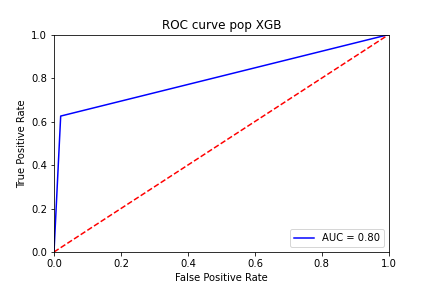 ROC curve pop XGB
1.0
0.8
0.6
0.4
0.2
0.0
True Positive Rate
AUC = 0.80
0.0 0.2 0.4 0.6 0.8 1.0
False Positive Rate